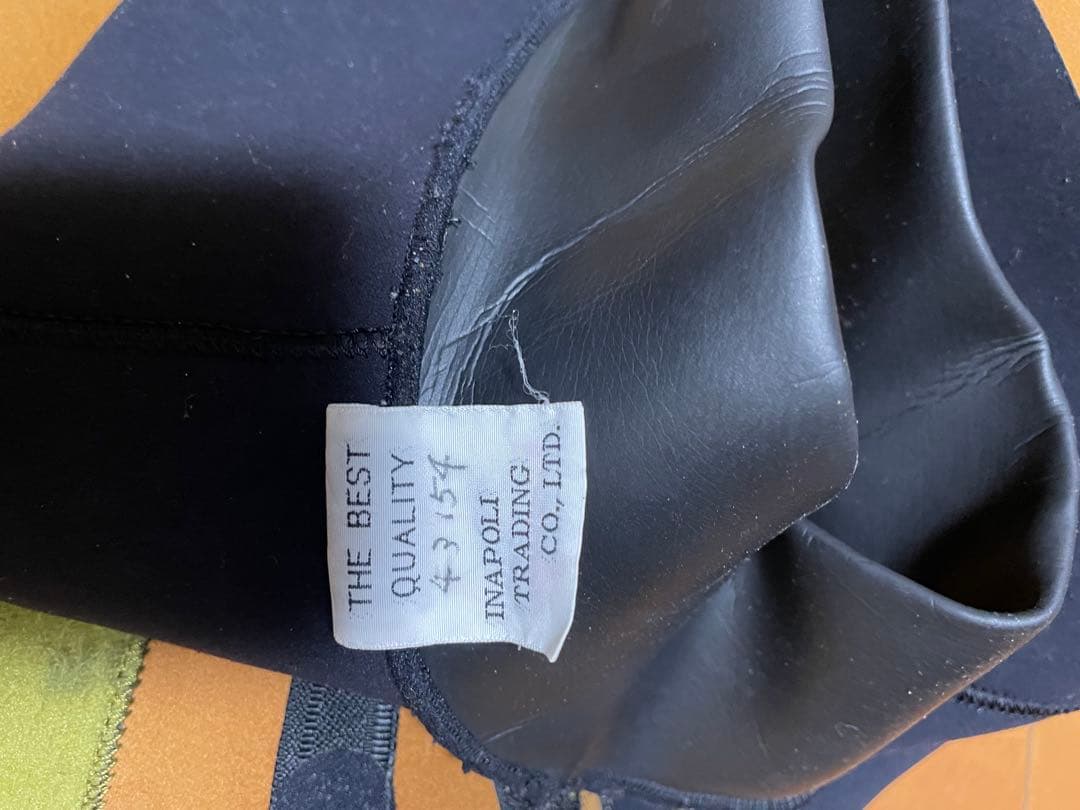 THE BEST
QUALITY
43154
INAPOLI
TRADING
CO., LTD.